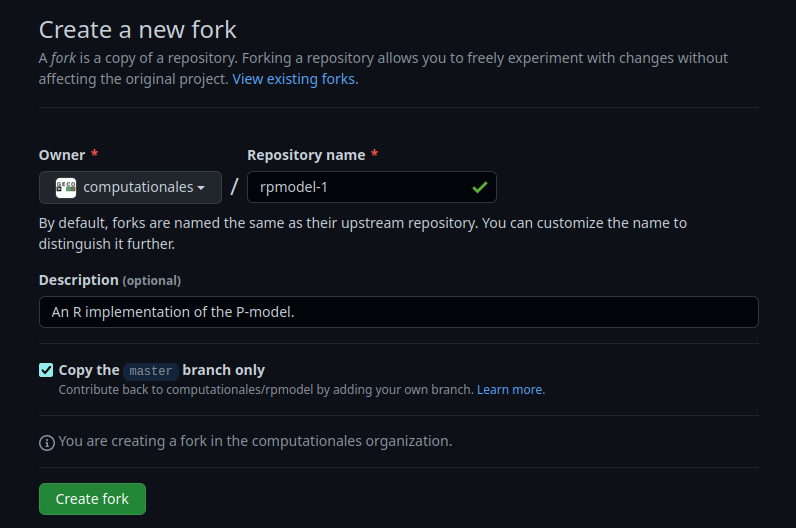 Create a new fork
A fork is a copy of a repository. Forking a repository allows you to freely experiment with changes without
affecting the original project. View existing forks.
Owner * Repository name *
GECO computationales / rpmodel-1
By default, forks are named the same as their upstream repository. You can customize the name to
distinguish it further.
Description (optional)
An R implementation of the P-model.
Copy the master branch only
Contribute back to computationales/rpmodel by adding your own branch. Learn more.
You are creating a fork in the computationales organization.
Create fork